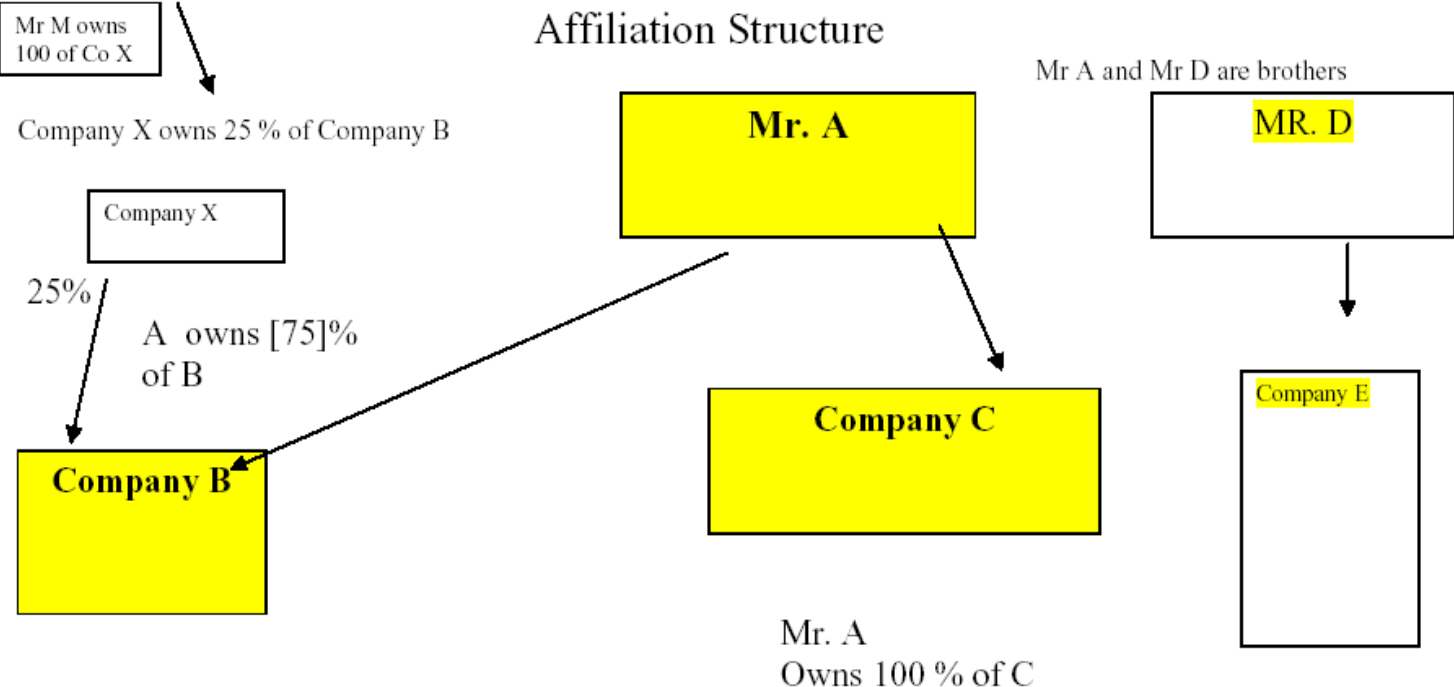 Affiliation Structure
Mr M owns
100 of Co X
Mr A and Mr D are brothers
Company X owns 25 % of Company B
Mr. A
MR. D
Company X
25%
A owns [75]%
of B
Company E
Company C
Company B
Mr. A
Owns 100 % of C